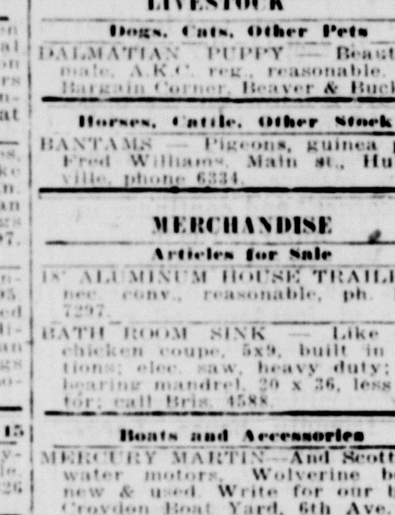 LIVESTOCK
Dogs, Cats, Other Pets
DALMATIAN PUPPY — Beaut
male, A.K.C. reg., reasonable.
Bargain Corner, Beaver & Buck
Horses, Cattle, Other Stock
BANTAMS — Pigeons, guinea
Fred Williams, Main st., Hu
ville, phone 6334.
MERCHANDISE
Articles for Sale
18' ALUMINUM HOUSE TRAIL
nec. conv., reasonable, ph.
7297.
BATH ROOM SINK — Like
chicken coupe, 5x9, built in
tions; elec. saw, heavy duty;
bearing mandrel, 20 x 36, less
tor; call Bris. 4588.
Boats and Accessories
MERCURY MARTIN—And Scott
water motors, Wolverine b
new & used. Write for our b
Croydon Boat Yard, 6th Ave.